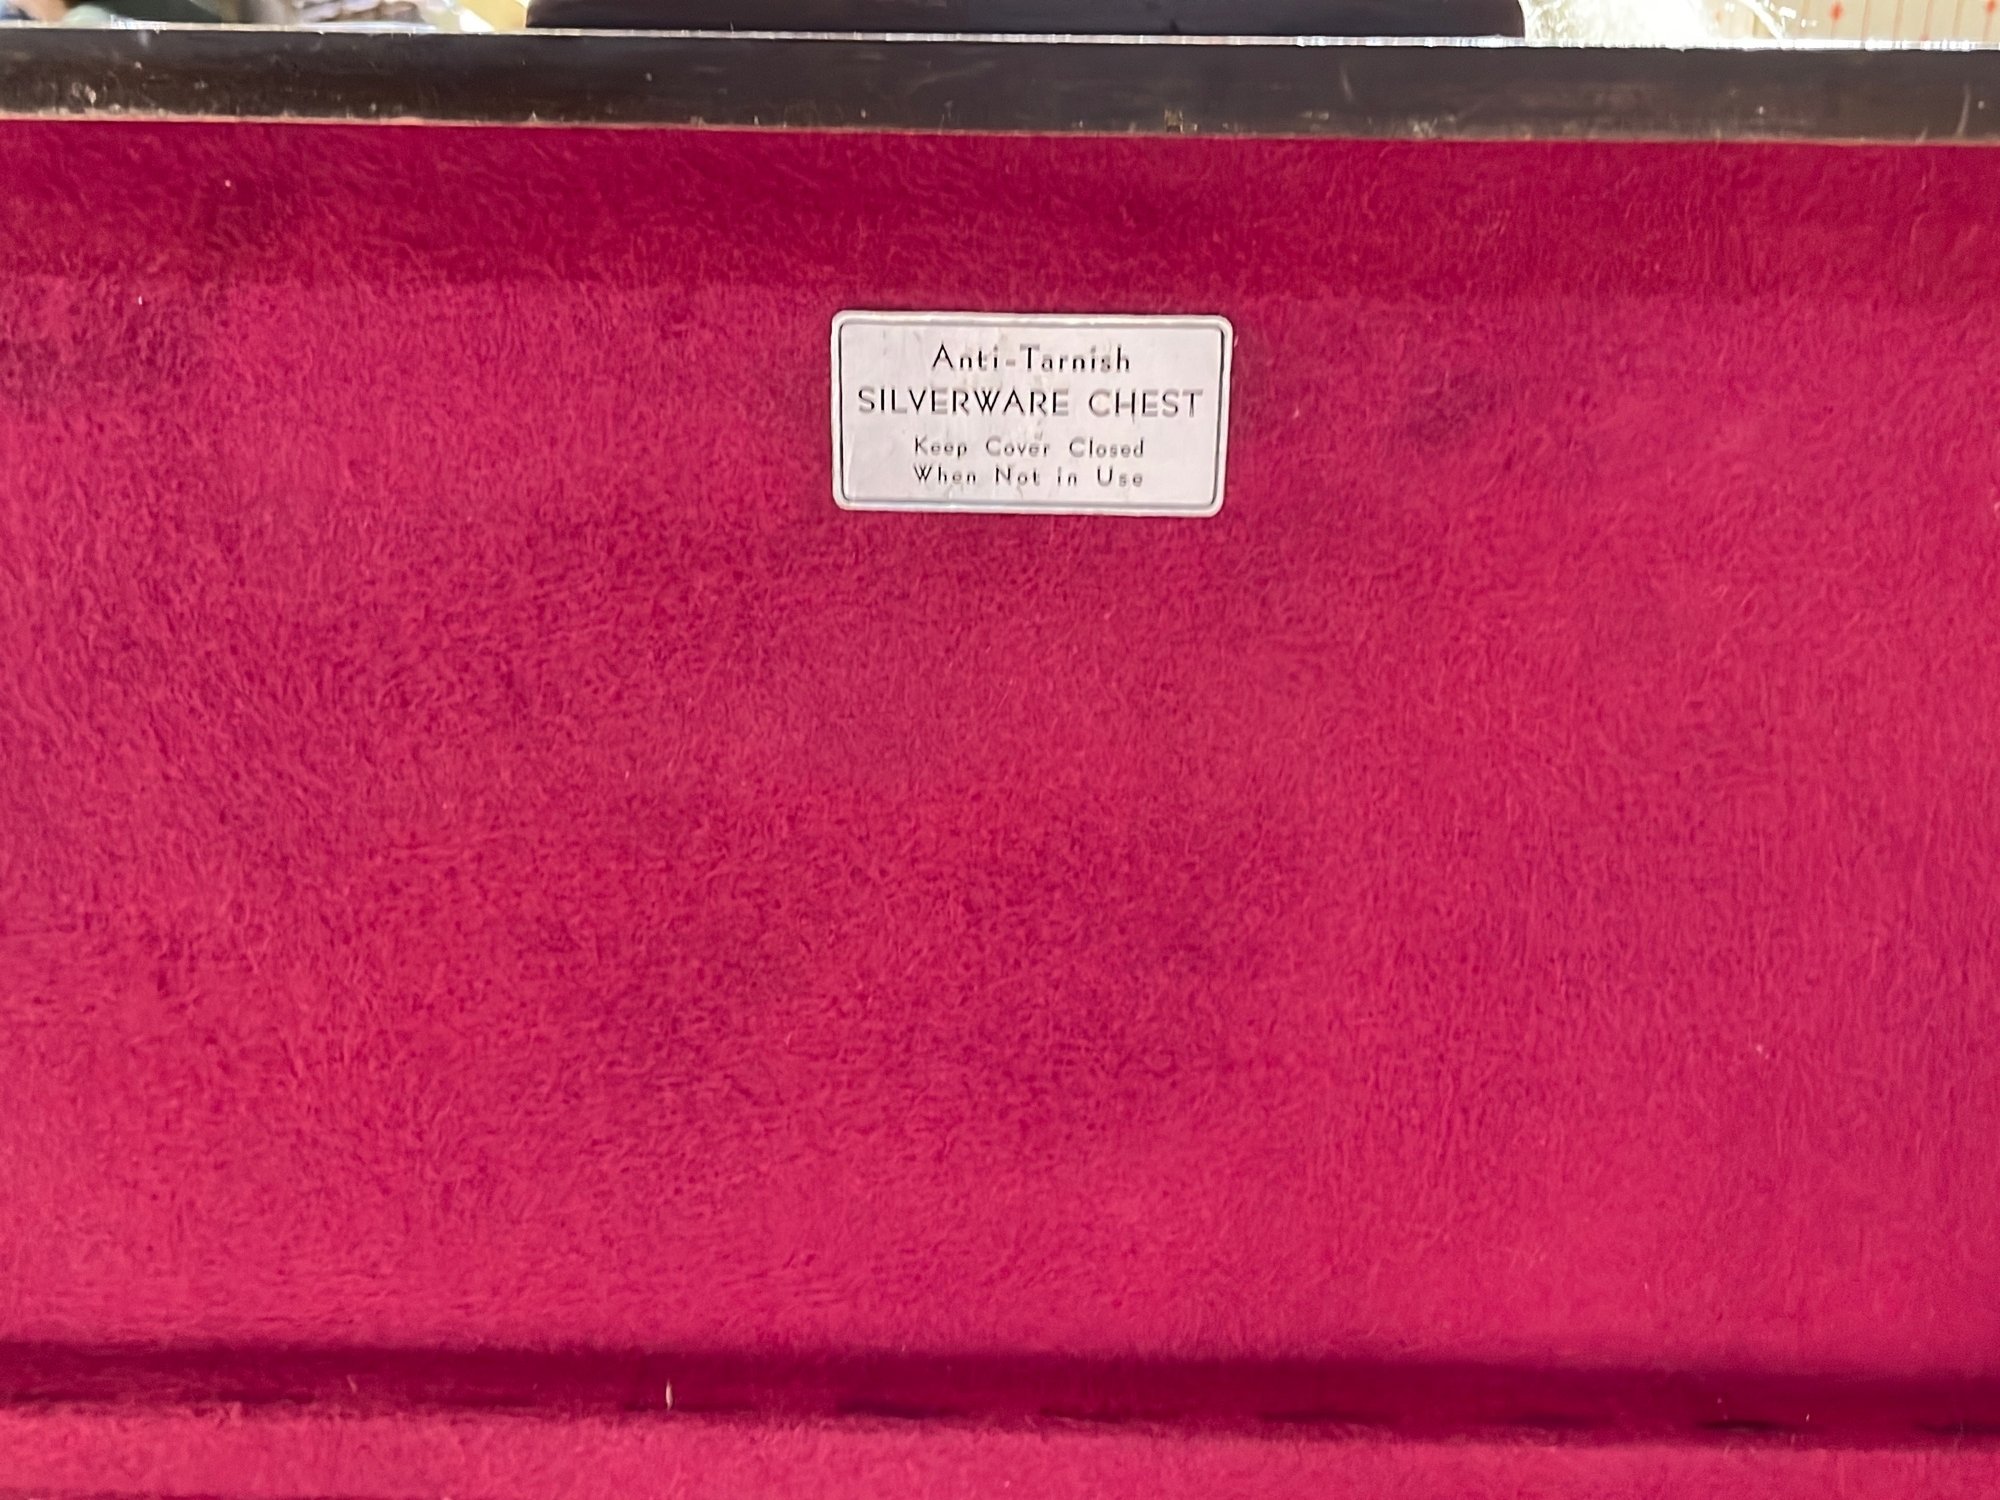 Anti-Tarnish
SILVERWARE CHEST
Keep Cover Closed
When Not in Use